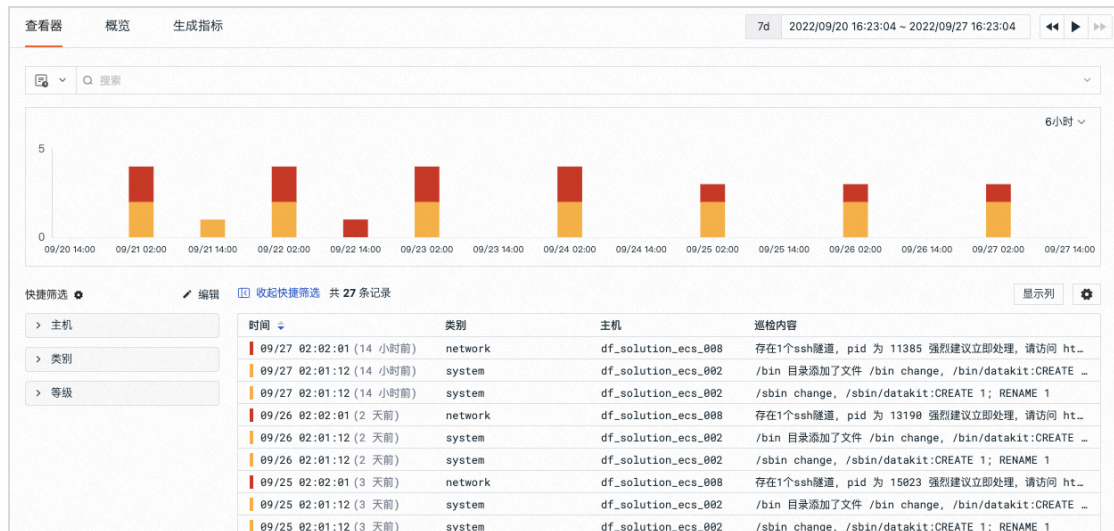 查看器 概览 生成指标 7d 2022/09/20 16:23:04 ~ 2022/09/27 16:23:04
搜索
6小时
5
0
09/20 14:00 09/21 02:00 09/21 14:00 09/22 02:00 09/22 14:00 09/23 02:00 09/23 14:00 09/24 02:00 09/24 14:00 09/25 02:00 09/25 14:00 09/26 02:00 09/26 14:00 09/27 02:00 09/27 14:00
快捷筛选 编辑 收起快捷筛选 共 27 条记录 显示列
主机
类别
等级
时间 类别 主机 巡检内容
09/27 02:02:01 (14 小时前) network df_solution_ecs_008 存在1个ssh隧道, pid 为 11385 强烈建议立即处理, 请访问 ht…
09/27 02:01:12 (14 小时前) system df_solution_ecs_002 /bin 目录添加了文件 /bin change, /bin/datakit:CREATE …
09/27 02:01:12 (14 小时前) system df_solution_ecs_002 /sbin change, /sbin/datakit:CREATE 1; RENAME 1
09/26 02:02:01 (2 天前) network df_solution_ecs_008 存在1个ssh隧道, pid 为 13190 强烈建议立即处理, 请访问 ht…
09/26 02:01:12 (2 天前) system df_solution_ecs_002 /bin 目录添加了文件 /bin change, /bin/datakit:CREATE …
09/26 02:01:12 (2 天前) system df_solution_ecs_002 /sbin change, /sbin/datakit:CREATE 1; RENAME 1
09/25 02:02:01 (3 天前) network df_solution_ecs_008 存在1个ssh隧道, pid 为 15023 强烈建议立即处理, 请访问 ht…
09/25 02:01:12 (3 天前) system df_solution_ecs_002 /bin 目录添加了文件 /bin change, /bin/datakit:CREATE …
09/25 02:01:12 (3 天前) system df_solution_ecs_002 /sbin change, /sbin/datakit:CREATE 1; RENAME 1